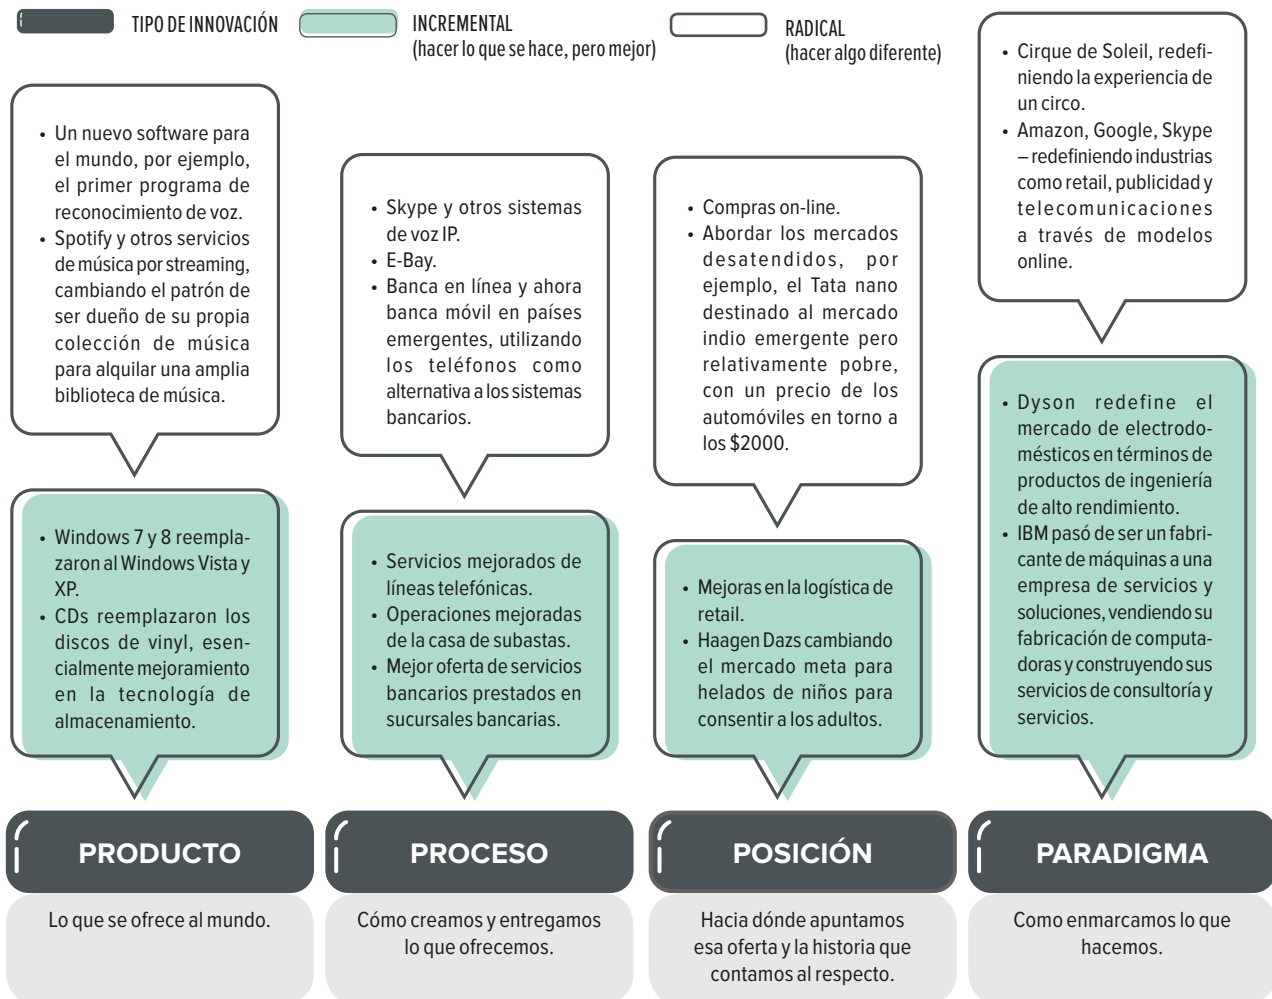 TIPO DE INNOVACIÓN
INCREMENTAL
(hacer lo que se hace, pero mejor)
RADICAL
(hacer algo diferente)
• Un nuevo software para
el mundo, por ejemplo,
el primer programa de
reconocimiento de voz.
• Spotify y otros servicios
de música por streaming,
cambiando el patrón de
ser dueño de su propia
colección de música
para alquilar una amplia
biblioteca de música.
• Windows 7 y 8 reempla-
zaron al Windows Vista y
XP.
• CDs reemplazaron los
discos de vinyl, esen-
cialmente mejoramiento
en la tecnología de
almacenamiento.
PRODUCTO
Lo que se ofrece al mundo.
• Skype y otros sistemas
de voz IP.
• E-Bay.
• Banca en línea y ahora
banca móvil en países
emergentes, utilizando
los teléfonos como
alternativa a los sistemas
bancarios.
• Servicios mejorados de
líneas telefónicas.
• Operaciones mejoradas
de la casa de subastas.
• Mejor oferta de servicios
bancarios prestados en
sucursales bancarias.
PROCESO
Cómo creamos y entregamos
lo que ofrecemos.
• Compras on-line.
• Abordar los mercados
desatendidos, por
ejemplo, el Tata nano
destinado al mercado
indio emergente pero
relativamente pobre,
con un precio de los
automóviles en torno a
los $2000.
• Mejoras en la logística de
retail.
• Haagen Dazs cambiando
el mercado meta para
helados de niños para
consentir a los adultos.
POSICIÓN
Hacia dónde apuntamos
esa oferta y la historia que
contamos al respecto.
• Cirque de Soleil, redefi-
niendo la experiencia de
un circo.
• Amazon, Google, Skype
– redefiniendo industrias
como retail, publicidad y
telecomunicaciones
a través de modelos
online.
• Dyson redefine el
mercado de electrodo-
mésticos en términos de
productos de ingeniería
de alto rendimiento.
• IBM pasó de ser un fabri-
cante de máquinas a una
empresa de servicios y
soluciones, vendiendo su
fabricación de computa-
doras y construyendo sus
servicios de consultoría y
servicios.
PARADIGMA
Como enmarcamos lo que
hacemos.